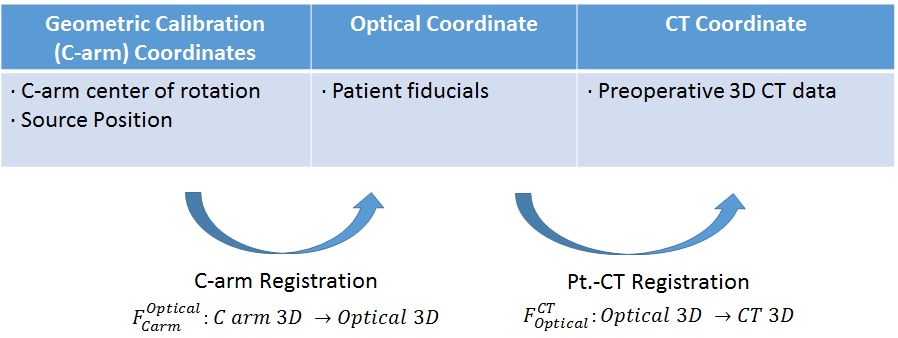 Geometric Calibration
(C-arm) Coordinates
Optical Coordinate
CT Coordinate
· C-arm center of rotation
· Source Position
· Patient fiducials
· Preoperative 3D CT data
C-arm Registration
Pt.-CT Registration
F_{Carm}^{Optical}: C arm 3D → Optical 3D
F_{Optical}^{CT}: Optical 3D → CT 3D